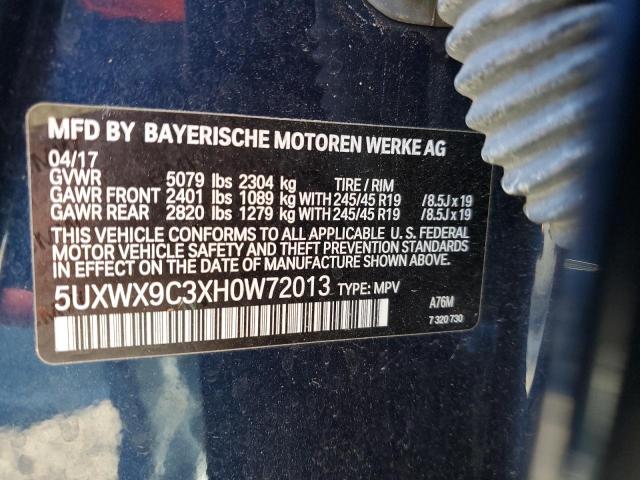 MFD BY BAYERISCHE MOTOREN WERKE AG
04/17
GVWR 5079 lbs 2304 kg TIRE / RIM
GAWR FRONT 2401 lbs 1089 kg WITH 245/45 R19 /8.5J x 19
GAWR REAR 2820 lbs 1279 kg WITH 245/45 R19 /8.5J x 19
THIS VEHICLE CONFORMS TO ALL APPLICABLE U. S. FEDERAL
MOTOR VEHICLE SAFETY AND THEFT PREVENTION STANDARDS
IN EFFECT ON THE DATE OF MANUFACTURE SHOWN ABOVE.
5UXWX9C3XH0W72013 TYPE: MPV
A76M
7 320 730